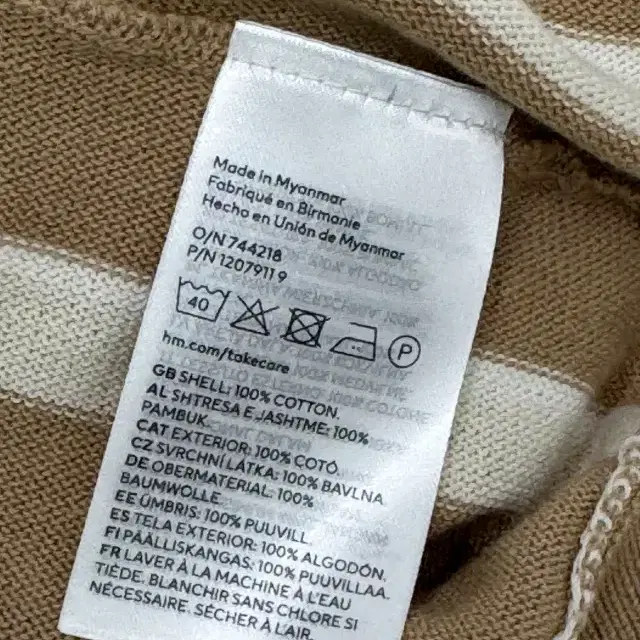 Made in Myanmar
Fabriqué en Birmanie
Hecho en Unión de Myanmar
O/N 744218
P/N 12079119
40
P
hm.com/takecare
GB SHELL: 100% COTTON
AL SHTRESA E JASHTME: 100%
PAMBUK.
CAT EXTERIOR: 100% COTÓ.
CZ SVRCHNÍ LÁTKA: 100% BAVLNA
DE OBERMATERIAL: 100%
BAUMWOLLE.
EE ÜMBRIS: 100% PUUVILL.
ES TELA EXTERIOR: 100% ALGODÓN.
FI PÄÄLLISKANGAS: 100% PUUVILLAA.
FR LAVER À LA MACHINE À L'EAU
TIÈDE. BLANCHIR SANS CHLORE SI
NÉCESSAIRE. SÉCHER À L'AIR.